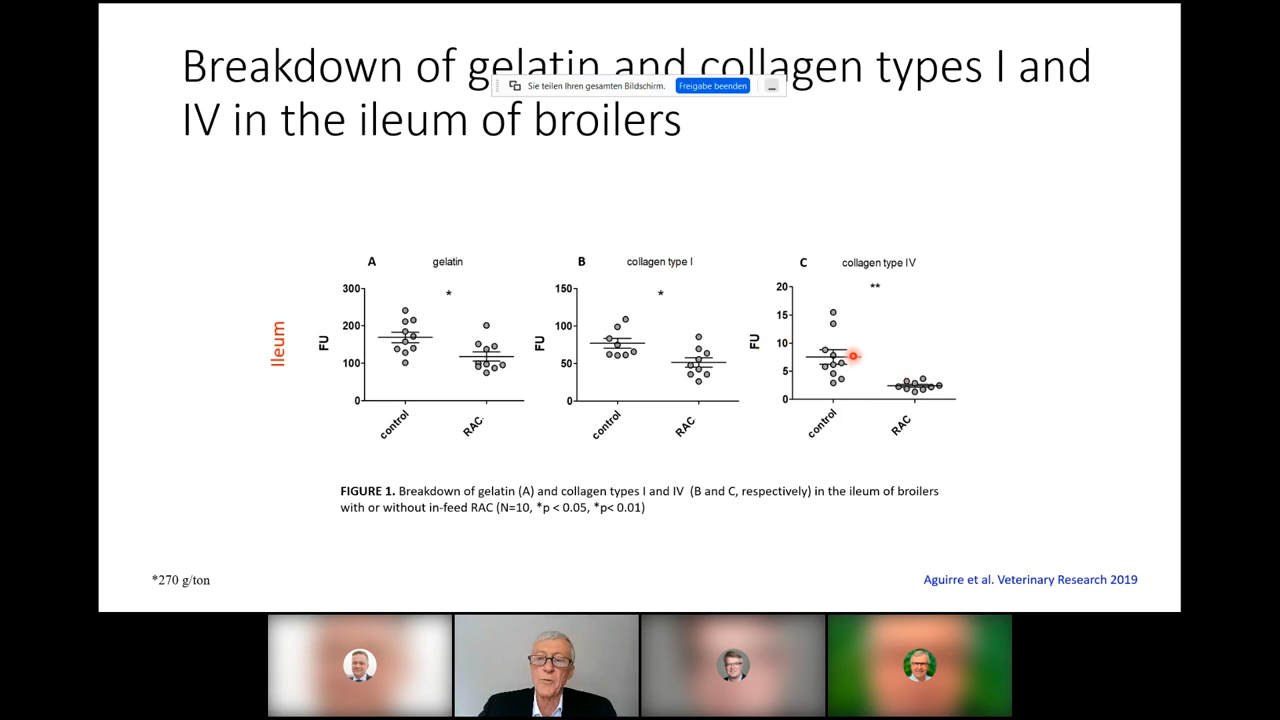 Breakdown of gelatin and collagen types I and
Sie teilen Ihren gesamten Bildschirm. Freigabe beenden
IV in the ileum of broilers
A gelatin
B collagen type I
C collagen type IV
Ileum
FU
300
200
100
0
*
control
RAC
FU
150
100
50
0
*
control
RAC
FU
20
15
10
5
0
**
control
RAC
FIGURE 1. Breakdown of gelatin (A) and collagen types I and IV (B and C, respectively) in the ileum of broilers
with or without in-feed RAC (N=10, *p < 0.05, *p< 0.01)
*270 g/ton
Aguirre et al. Veterinary Research 2019